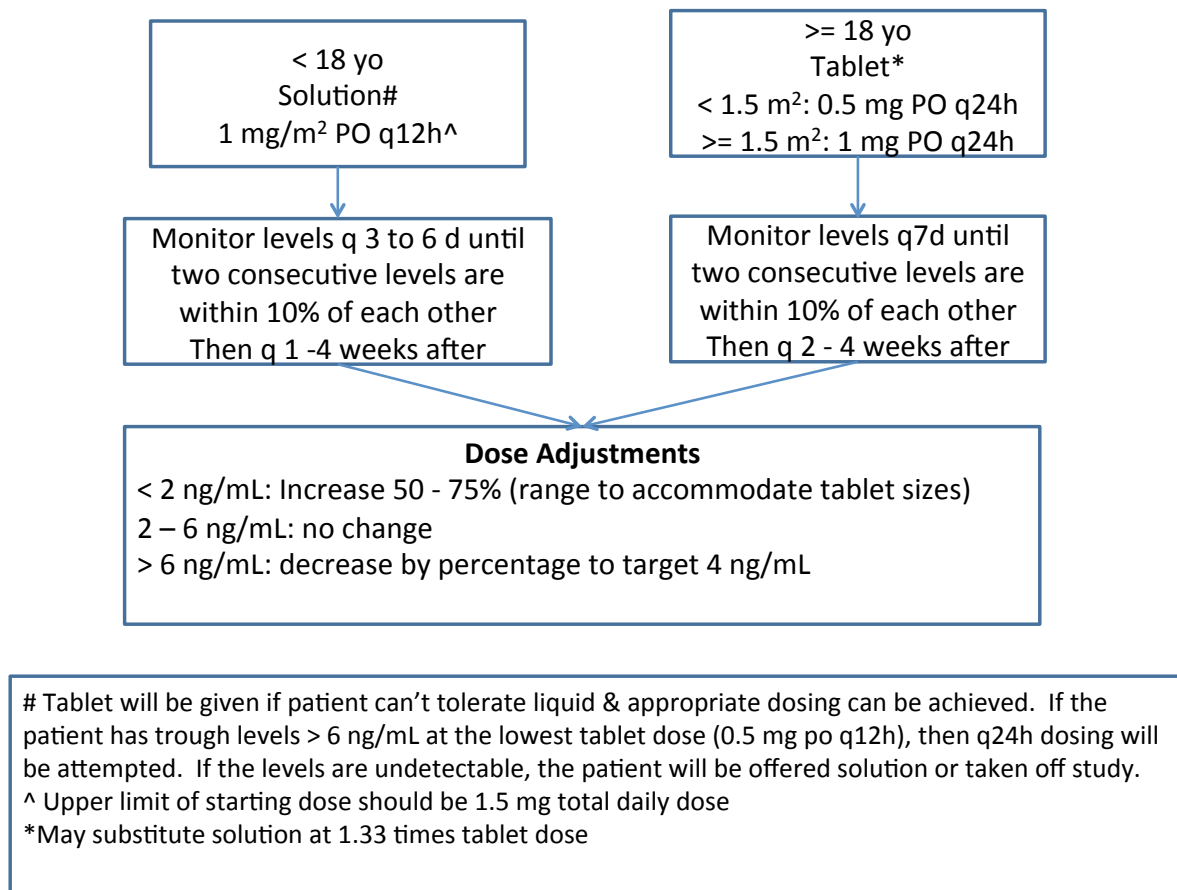 < 18 yo
Solution#
1 mg/m² PO q12h^
>= 18 yo
Tablet*
< 1.5 m²: 0.5 mg PO q24h
>= 1.5 m²: 1 mg PO q24h
Monitor levels q 3 to 6 d until
two consecutive levels are
within 10% of each other
Then q 1 -4 weeks after
Monitor levels q7d until
two consecutive levels are
within 10% of each other
Then q 2 - 4 weeks after
Dose Adjustments
< 2 ng/mL: Increase 50 - 75% (range to accommodate tablet sizes)
2 – 6 ng/mL: no change
> 6 ng/mL: decrease by percentage to target 4 ng/mL
# Tablet will be given if patient can’t tolerate liquid & appropriate dosing can be achieved. If the
patient has trough levels > 6 ng/mL at the lowest tablet dose (0.5 mg po q12h), then q24h dosing will
be attempted. If the levels are undetectable, the patient will be offered solution or taken off study.
^ Upper limit of starting dose should be 1.5 mg total daily dose
*May substitute solution at 1.33 times tablet dose